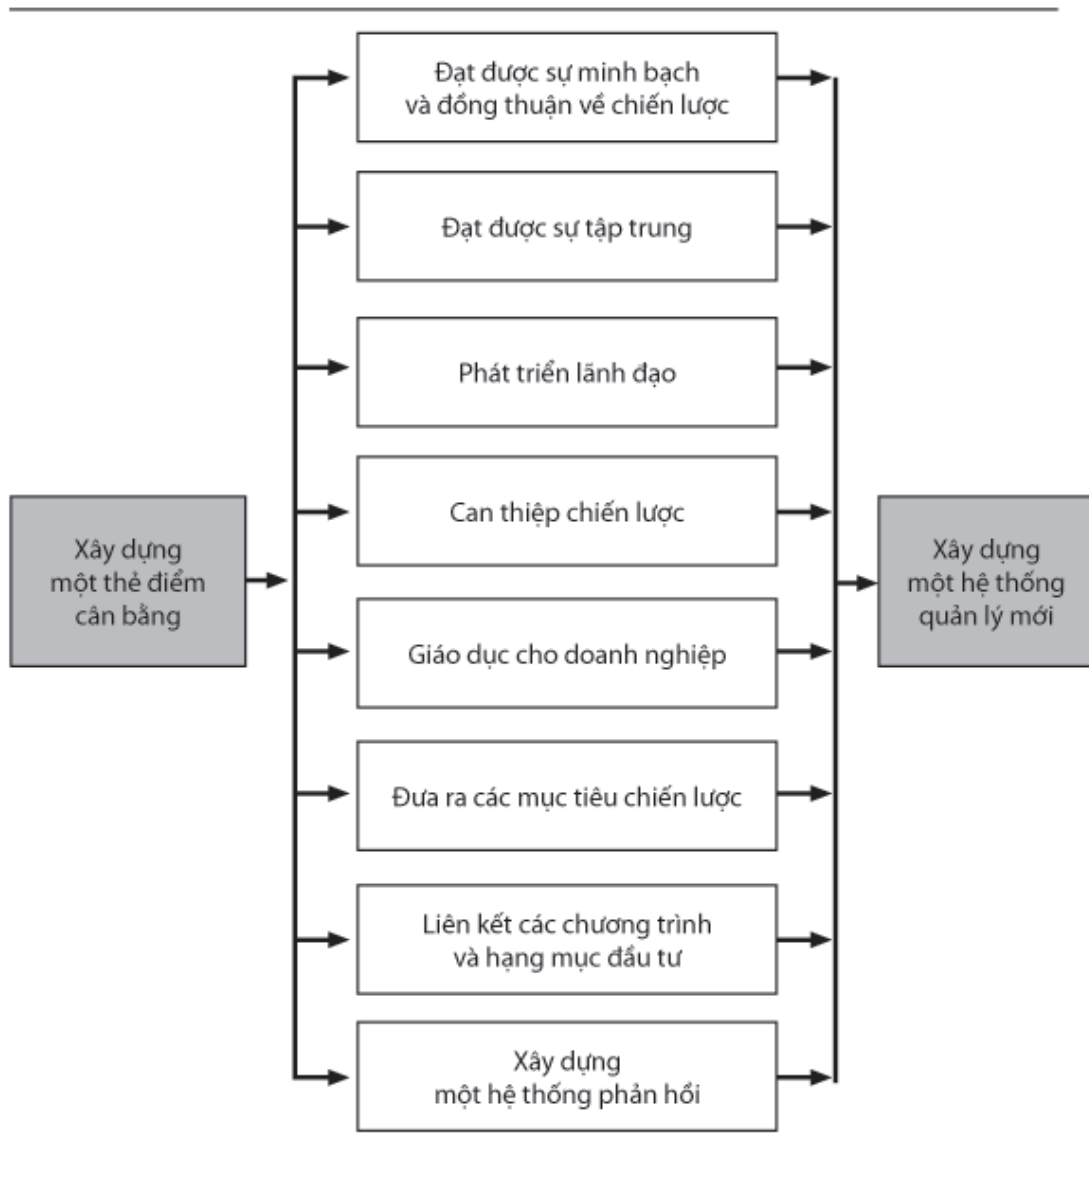 Đạt được sự minh bạch
và đồng thuận về chiến lược
Đạt được sự tập trung
Phát triển lãnh đạo
Can thiệp chiến lược
Xây dựng
một thẻ điểm
cân bằng
Xây dựng
một hệ thống
quản lý mới
Giáo dục cho doanh nghiệp
Đưa ra các mục tiêu chiến lược
Liên kết các chương trình
và hạng mục đầu tư
Xây dựng
một hệ thống phản hồi